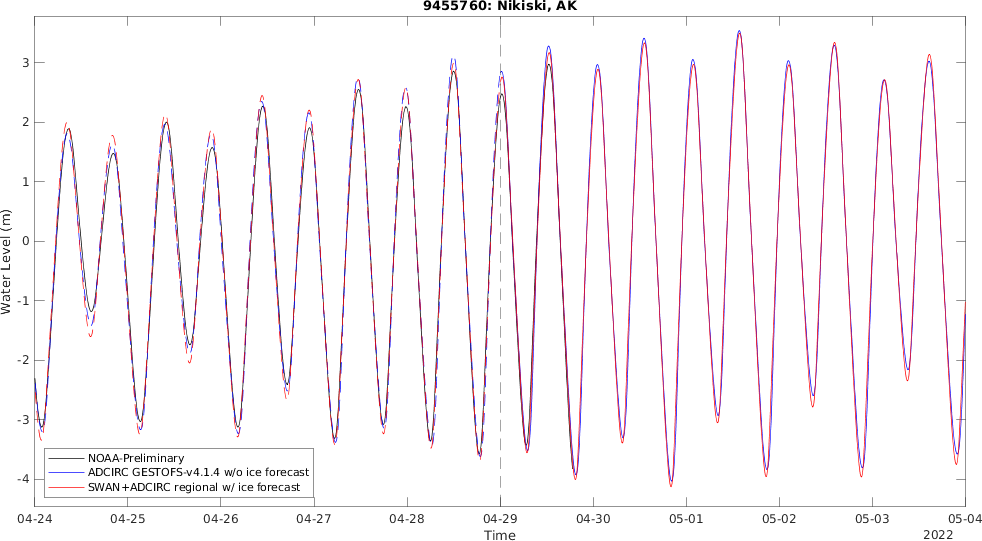 9455760: Nikiski, AK
Water Level (m)
3
2
1
0
-1
-2
-3
-4
NOAA-Preliminary
ADCIRC GESTOFS-v4.1.4 w/o ice forecast
SWAN+ADCIRC regional w/ ice forecast
04-24 04-25 04-26 04-27 04-28 04-29 04-30 05-01 05-02 05-03 05-04
Time
2022